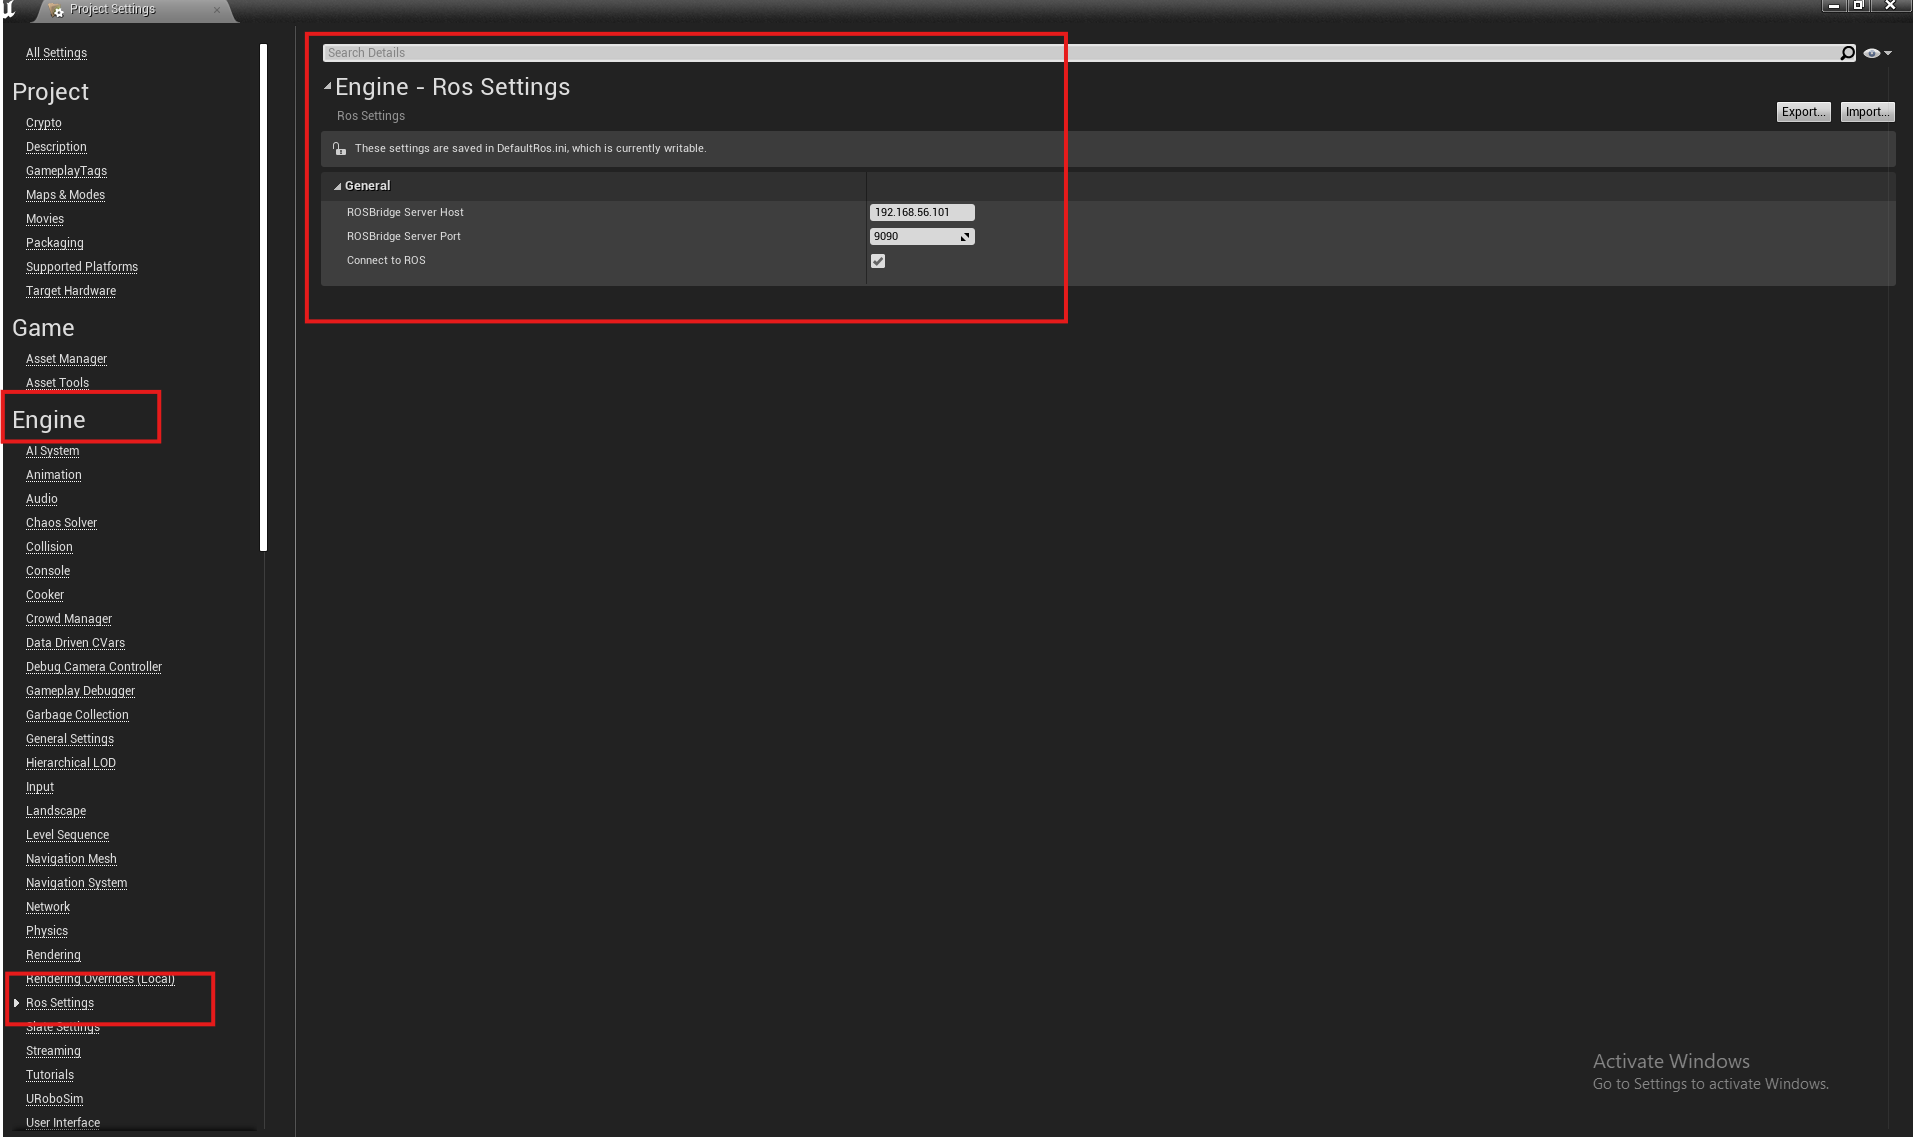 Project Settings
All Settings
Project
Crypto
Description
GameplayTags
Maps & Modes
Movies
Packaging
Supported Platforms
Target Hardware
Game
Asset Manager
Asset Tools
Engine
AI System
Animation
Audio
Chaos Solver
Collision
Console
Cooker
Crowd Manager
Data Driven CVars
Debug Camera Controller
Gameplay Debugger
Garbage Collection
General Settings
Hierarchical LOD
Input
Landscape
Level Sequence
Navigation Mesh
Navigation System
Network
Physics
Rendering
Rendering Overrides (Local)
Ros Settings
Slate Settings
Streaming
Tutorials
URoboSim
User Interface
Search Details
Engine - Ros Settings
Ros Settings
Export... Import...
These settings are saved in DefaultRos.ini, which is currently writable.
General
ROSBridge Server Host 192.168.56.101
ROSBridge Server Port 9090
Connect to ROS
Activate Windows
Go to Settings to activate Windows.